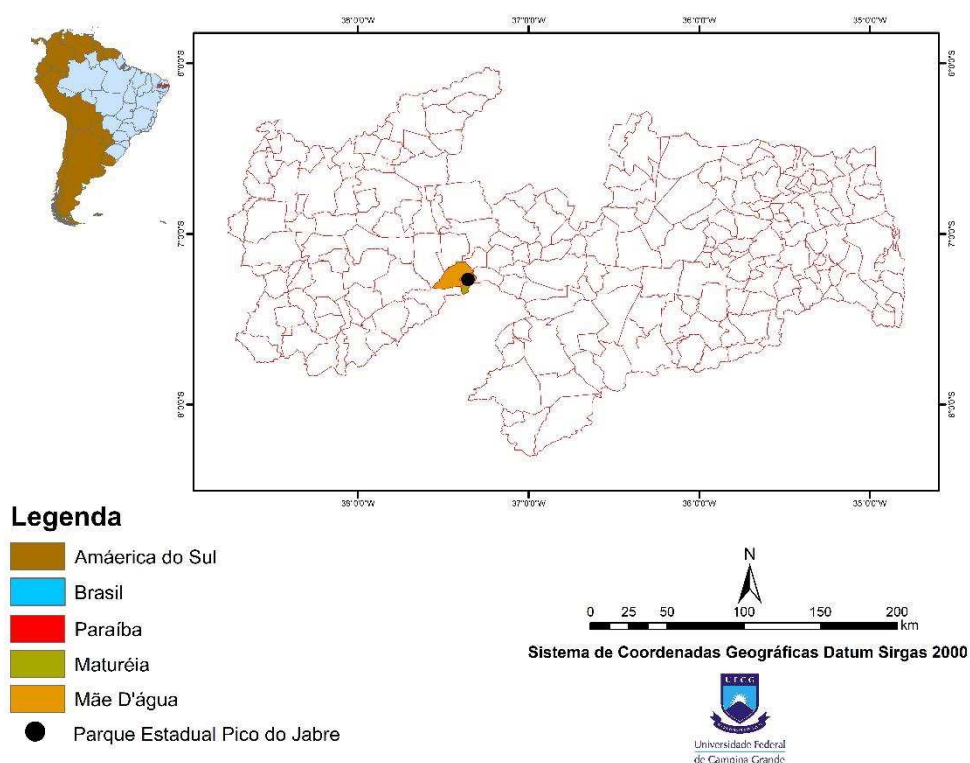 38°0'0"W 37°0'0"W 36°0'0"W 35°0'0"W
6°0'0"S 6°0'0"S
7°0'0"S 7°0'0"S
8°0'0"S 8°0'0"S
38°0'0"W 37°0'0"W 36°0'0"W 35°0'0"W
Legenda
Amáerica do Sul
Brasil
Paraíba
Maturéia
Mãe D'água
Parque Estadual Pico do Jabre
N
0 25 50 100 150 200
km
Sistema de Coordenadas Geográficas Datum Sirgas 2000
UFCG
Universidade Federal
de Campina Grande